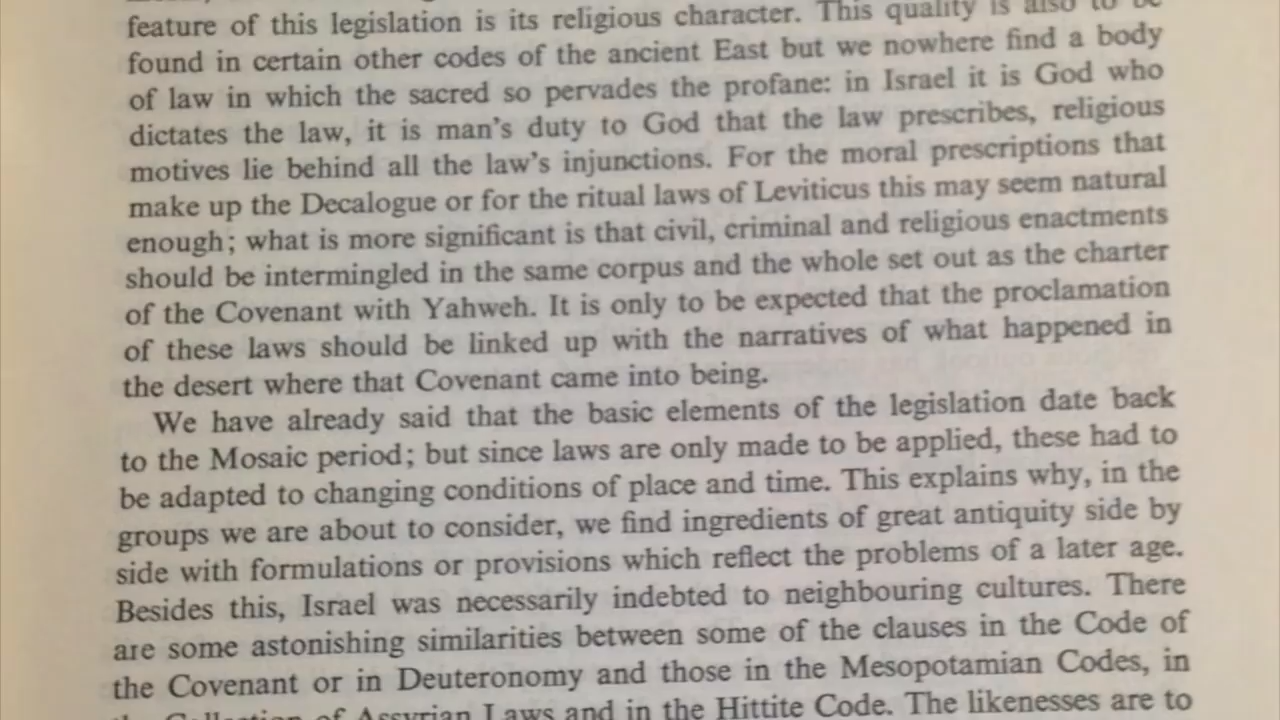 feature of this legislation is its religious character. This quality is also to be
found in certain other codes of the ancient East but we nowhere find a body
of law in which the sacred so pervades the profane: in Israel it is God who
dictates the law, it is man's duty to God that the law prescribes, religious
motives lie behind all the law's injunctions. For the moral prescriptions that
make up the Decalogue or for the ritual laws of Leviticus this may seem natural
enough; what is more significant is that civil, criminal and religious enactments
should be intermingled in the same corpus and the whole set out as the charter
of the Covenant with Yahweh. It is only to be expected that the proclamation
of these laws should be linked up with the narratives of what happened in
the desert where that Covenant came into being.
We have already said that the basic elements of the legislation date back
to the Mosaic period; but since laws are only made to be applied, these had to
be adapted to changing conditions of place and time. This explains why, in the
groups we are about to consider, we find ingredients of great antiquity side by
side with formulations or provisions which reflect the problems of a later age.
Besides this, Israel was necessarily indebted to neighbouring cultures. There
are some astonishing similarities between some of the clauses in the Code of
the Covenant or in Deuteronomy and those in the Mesopotamian Codes, in
the Collection of Assyrian Laws and in the Hittite Code. The likenesses are to